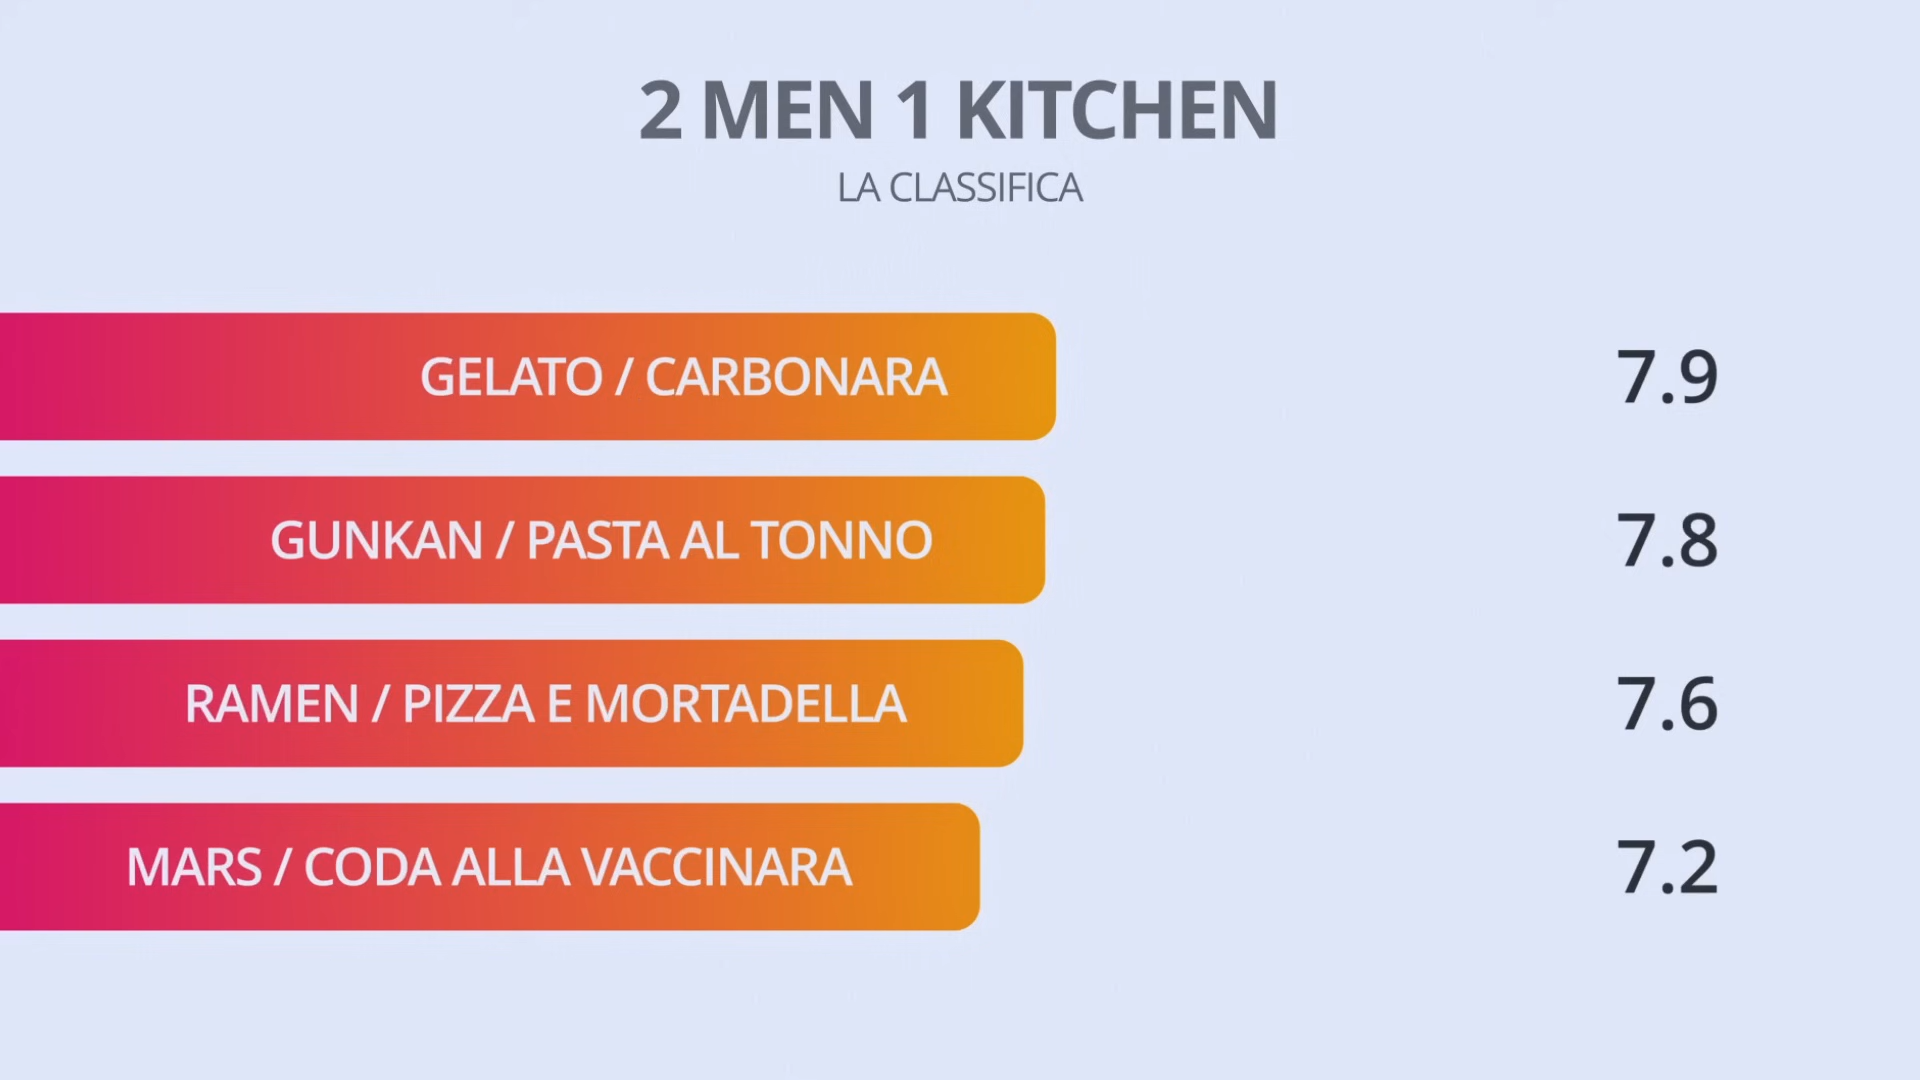 2 MEN 1 KITCHEN
LA CLASSIFICA
GELATO / CARBONARA 7.9
GUNKAN / PASTA AL TONNO 7.8
RAMEN / PIZZA E MORTADELLA 7.6
MARS / CODA ALLA VACCINARA 7.2